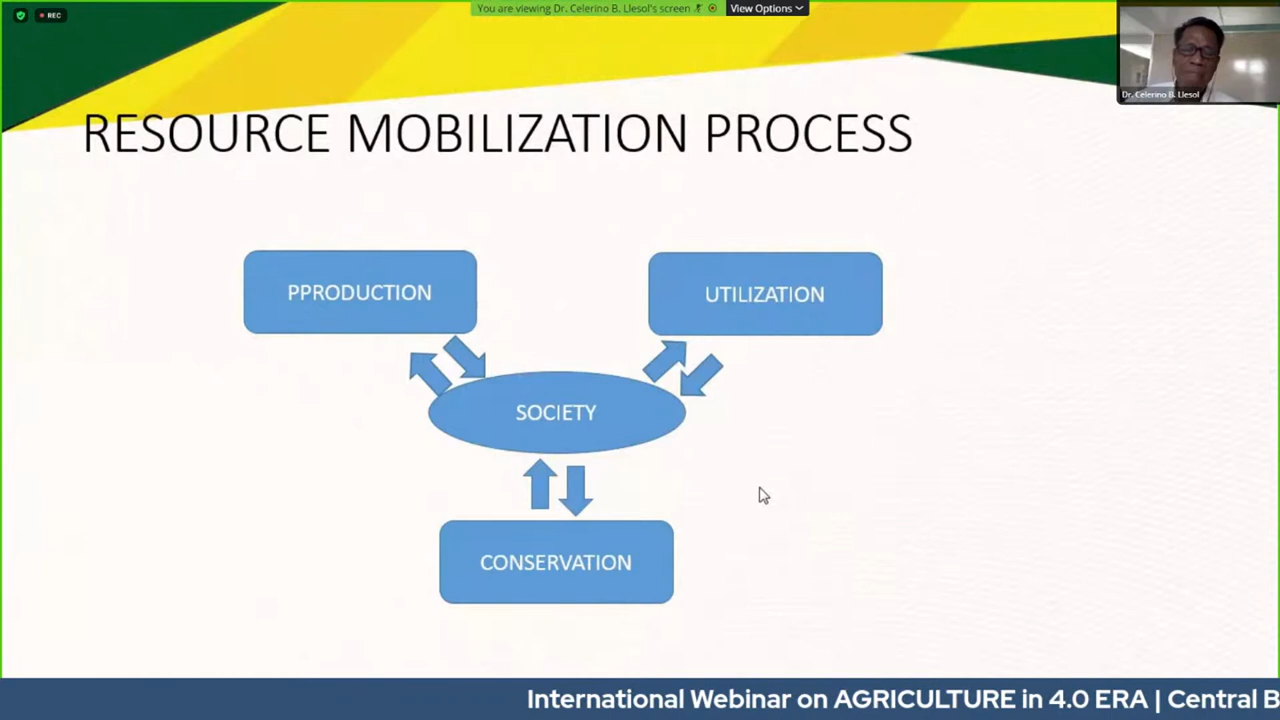 REC
You are viewing Dr. Celerino B. Llesol's screen
View Options
Dr. Celerino B. Llesol
RESOURCE MOBILIZATION PROCESS
PPRODUCTION
UTILIZATION
SOCIETY
CONSERVATION
International Webinar on AGRICULTURE in 4.0 ERA | Central B